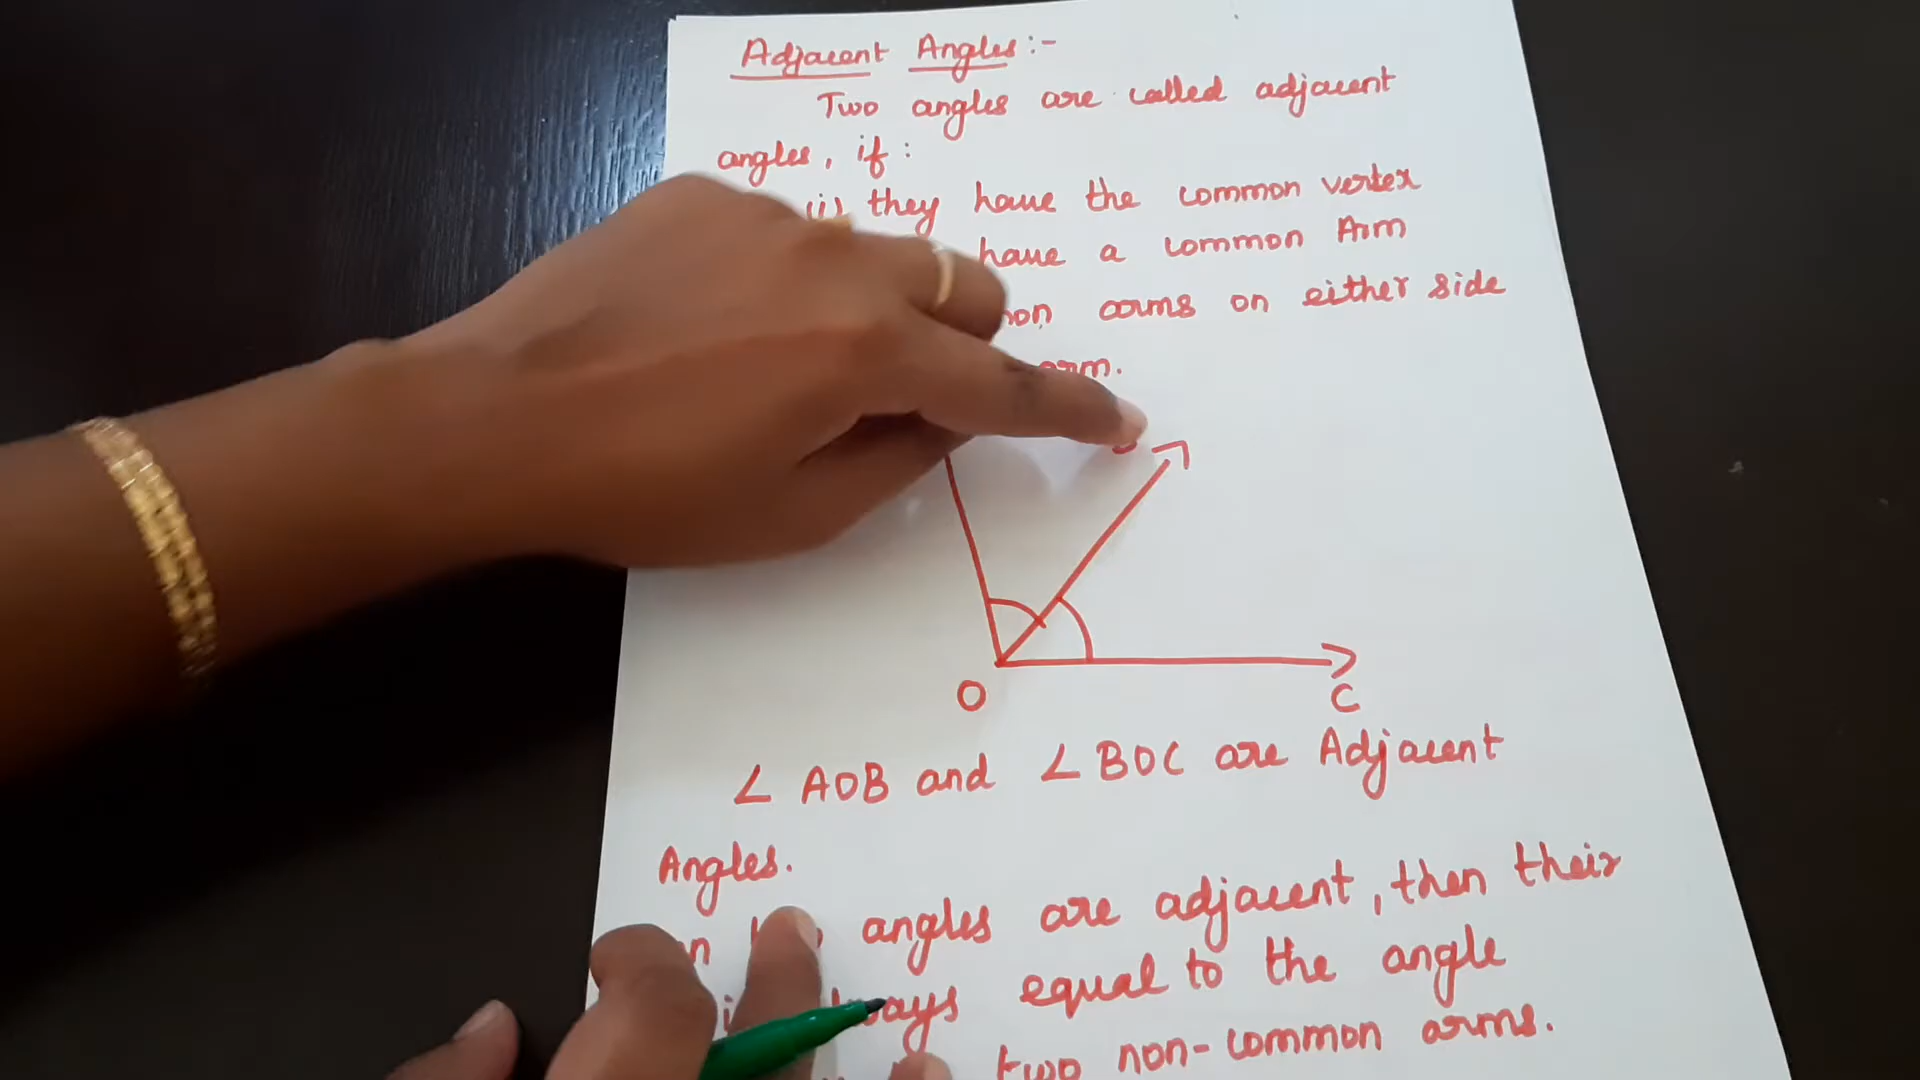 Adjacent Angles :-
Two angles are called adjacent
angles, if :
(i) they have the common vertex
have a common Arm
arms on either side
arm.
O
C
∠ AOB and ∠ BOC are Adjacent
Angles.
angles are adjacent, then their
always equal to the angle
two non-common arms.